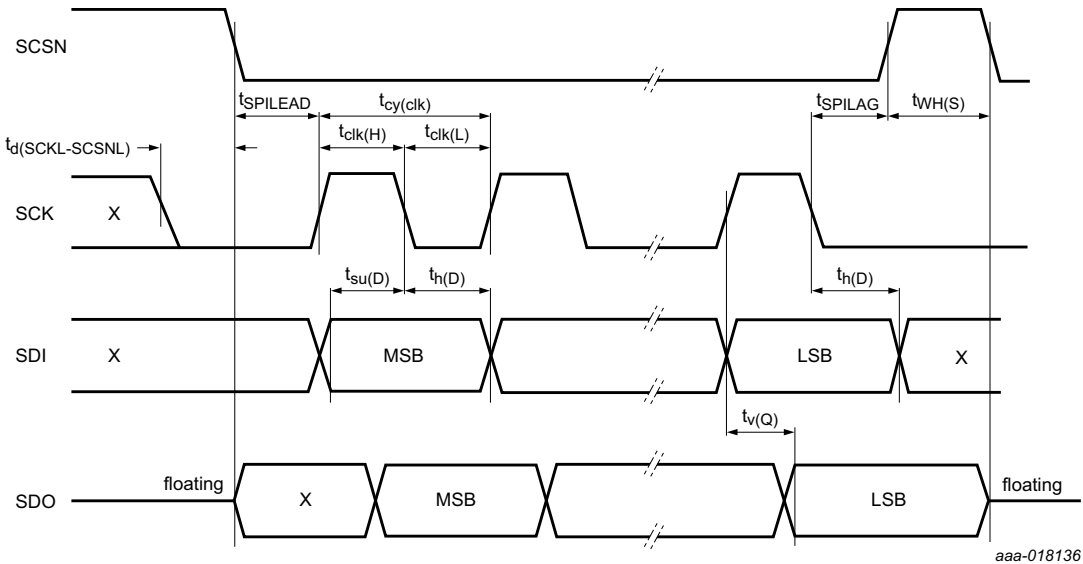 SCSN
tSPILEAD
tcy(clk)
tSPILAG
tWH(S)
td(SCKL-SCSNL)
tclk(H)
tclk(L)
SCK
X
tsu(D)
th(D)
th(D)
SDI
X
MSB
LSB
X
tv(Q)
SDO
floating
X
MSB
LSB
floating
aaa-018136